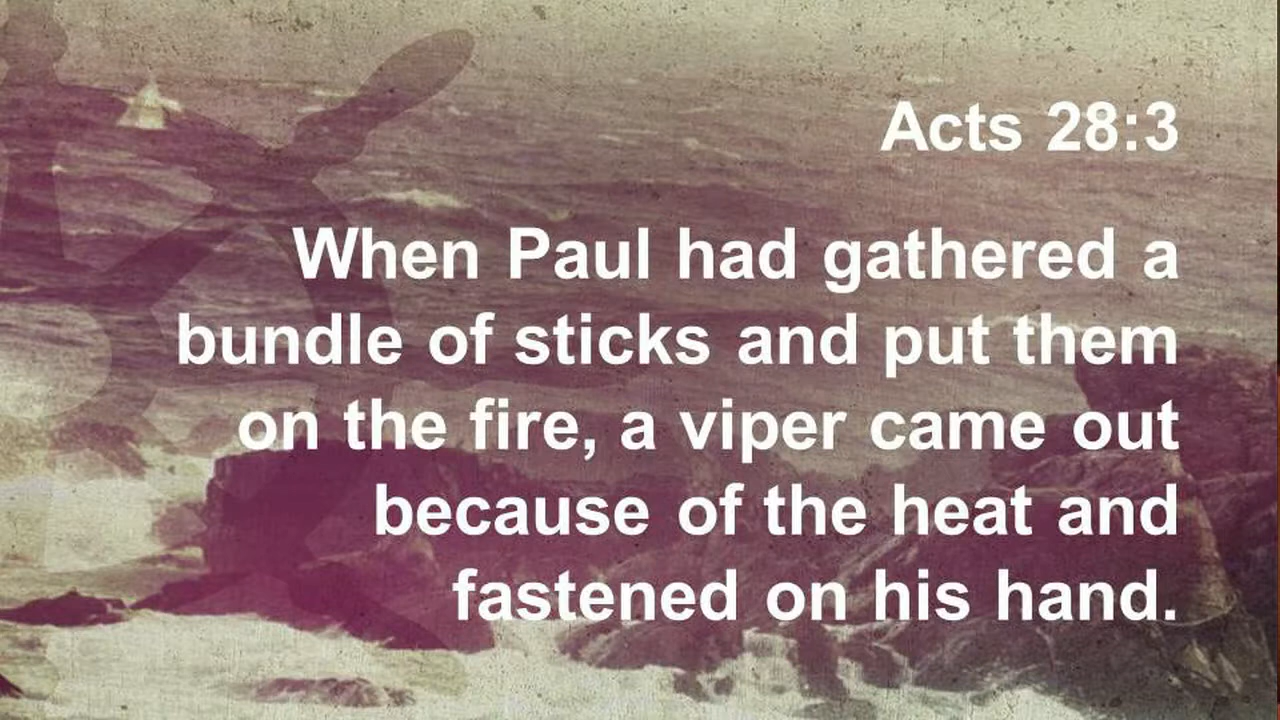 Acts 28:3
When Paul had gathered a
bundle of sticks and put them
on the fire, a viper came out
because of the heat and
fastened on his hand.